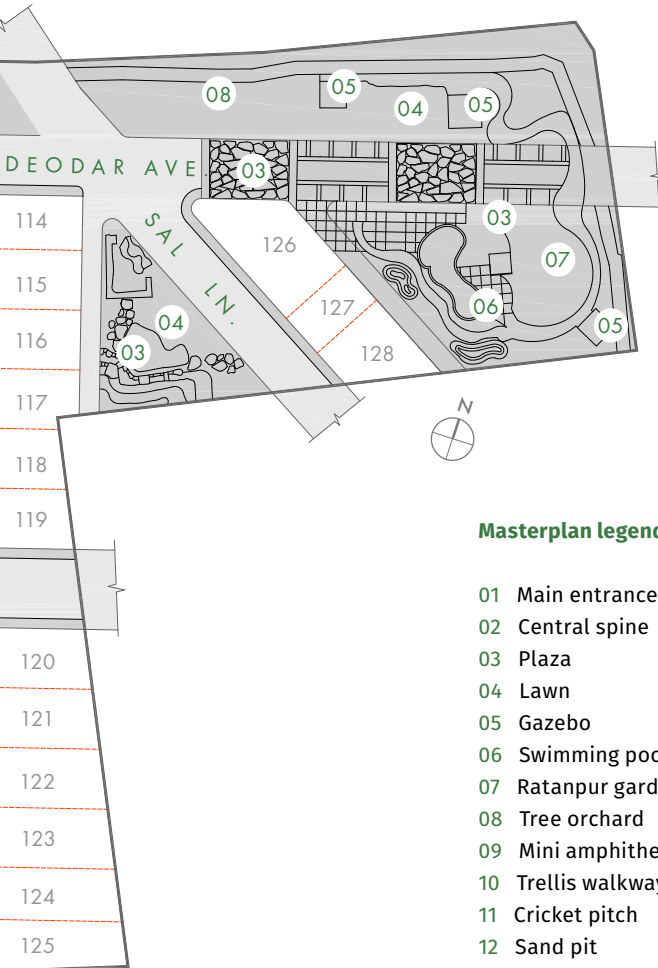 05
08
04
05
DEODAR AVE.
03
114
SAL LN.
126
03
07
115
127
04
06
05
116
03
128
117
N
118
119
Masterplan legend
01 Main entrance
02 Central spine
03 Plaza
04 Lawn
05 Gazebo
06 Swimming poo
07 Ratanpur gard
08 Tree orchard
09 Mini amphithe
10 Trellis walkway
11 Cricket pitch
12 Sand pit
120
121
122
123
124
125